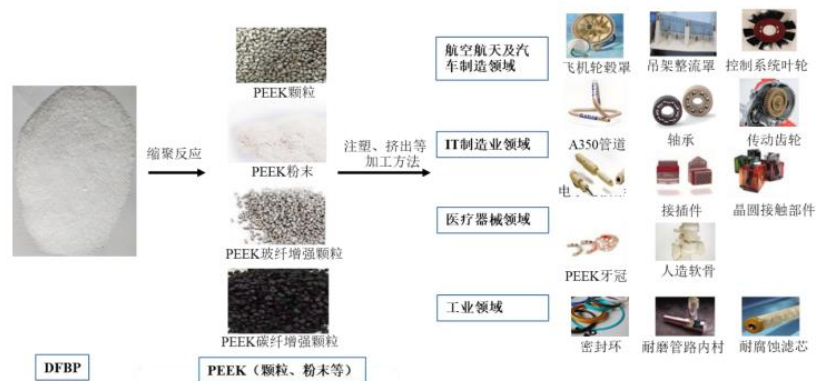 航空航天及汽
车制造领域
飞机轮毂罩
吊架整流罩
控制系统叶轮
PEEK颗粒
缩聚反应
PEEK粉末
注塑、挤出等
加工方法
IT制造业领域
A350管道
轴承
传动齿轮
接插件
晶圆接触部件
PEEK玻纤增强颗粒
医疗器械领域
PEEK牙冠
人造软骨
PEEK碳纤增强颗粒
工业领域
密封环
耐磨管路内村
耐腐蚀滤芯
DFBP
PEEK（颗粒、粉末等）